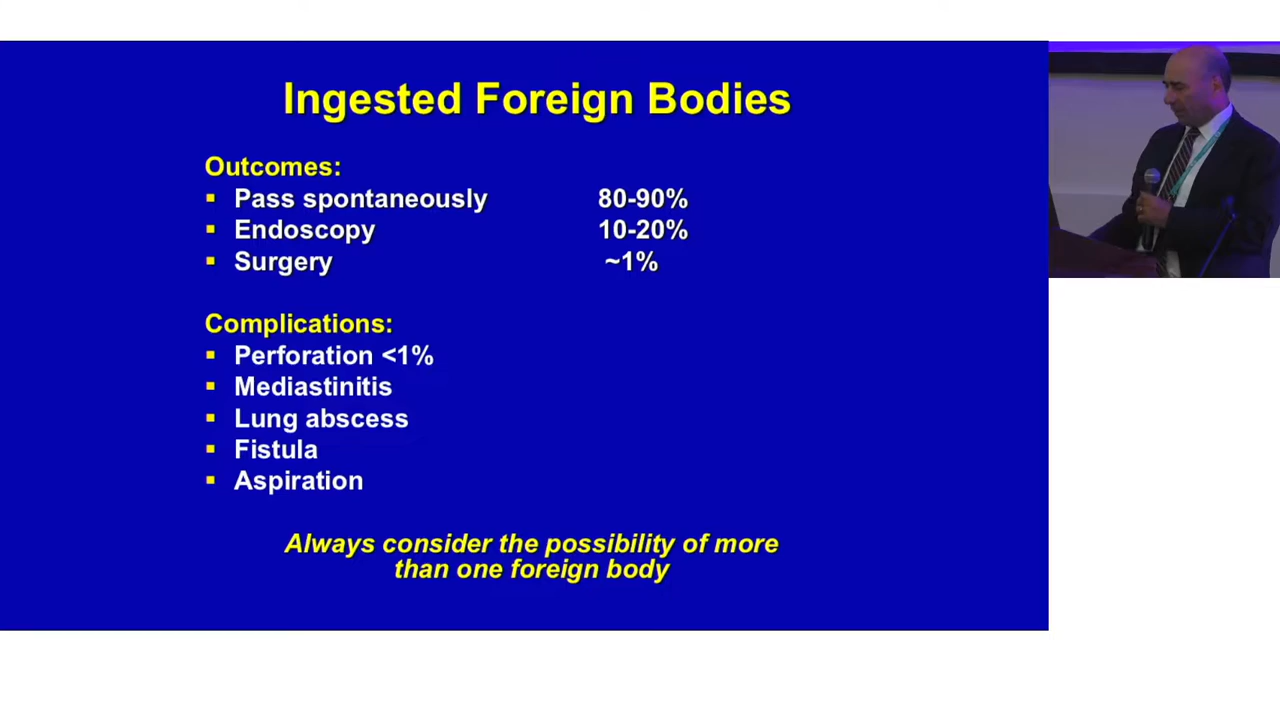 Ingested Foreign Bodies
Outcomes:
▪ Pass spontaneously 80-90%
▪ Endoscopy 10-20%
▪ Surgery ~1%
Complications:
▪ Perforation <1%
▪ Mediastinitis
▪ Lung abscess
▪ Fistula
▪ Aspiration
Always consider the possibility of more
than one foreign body